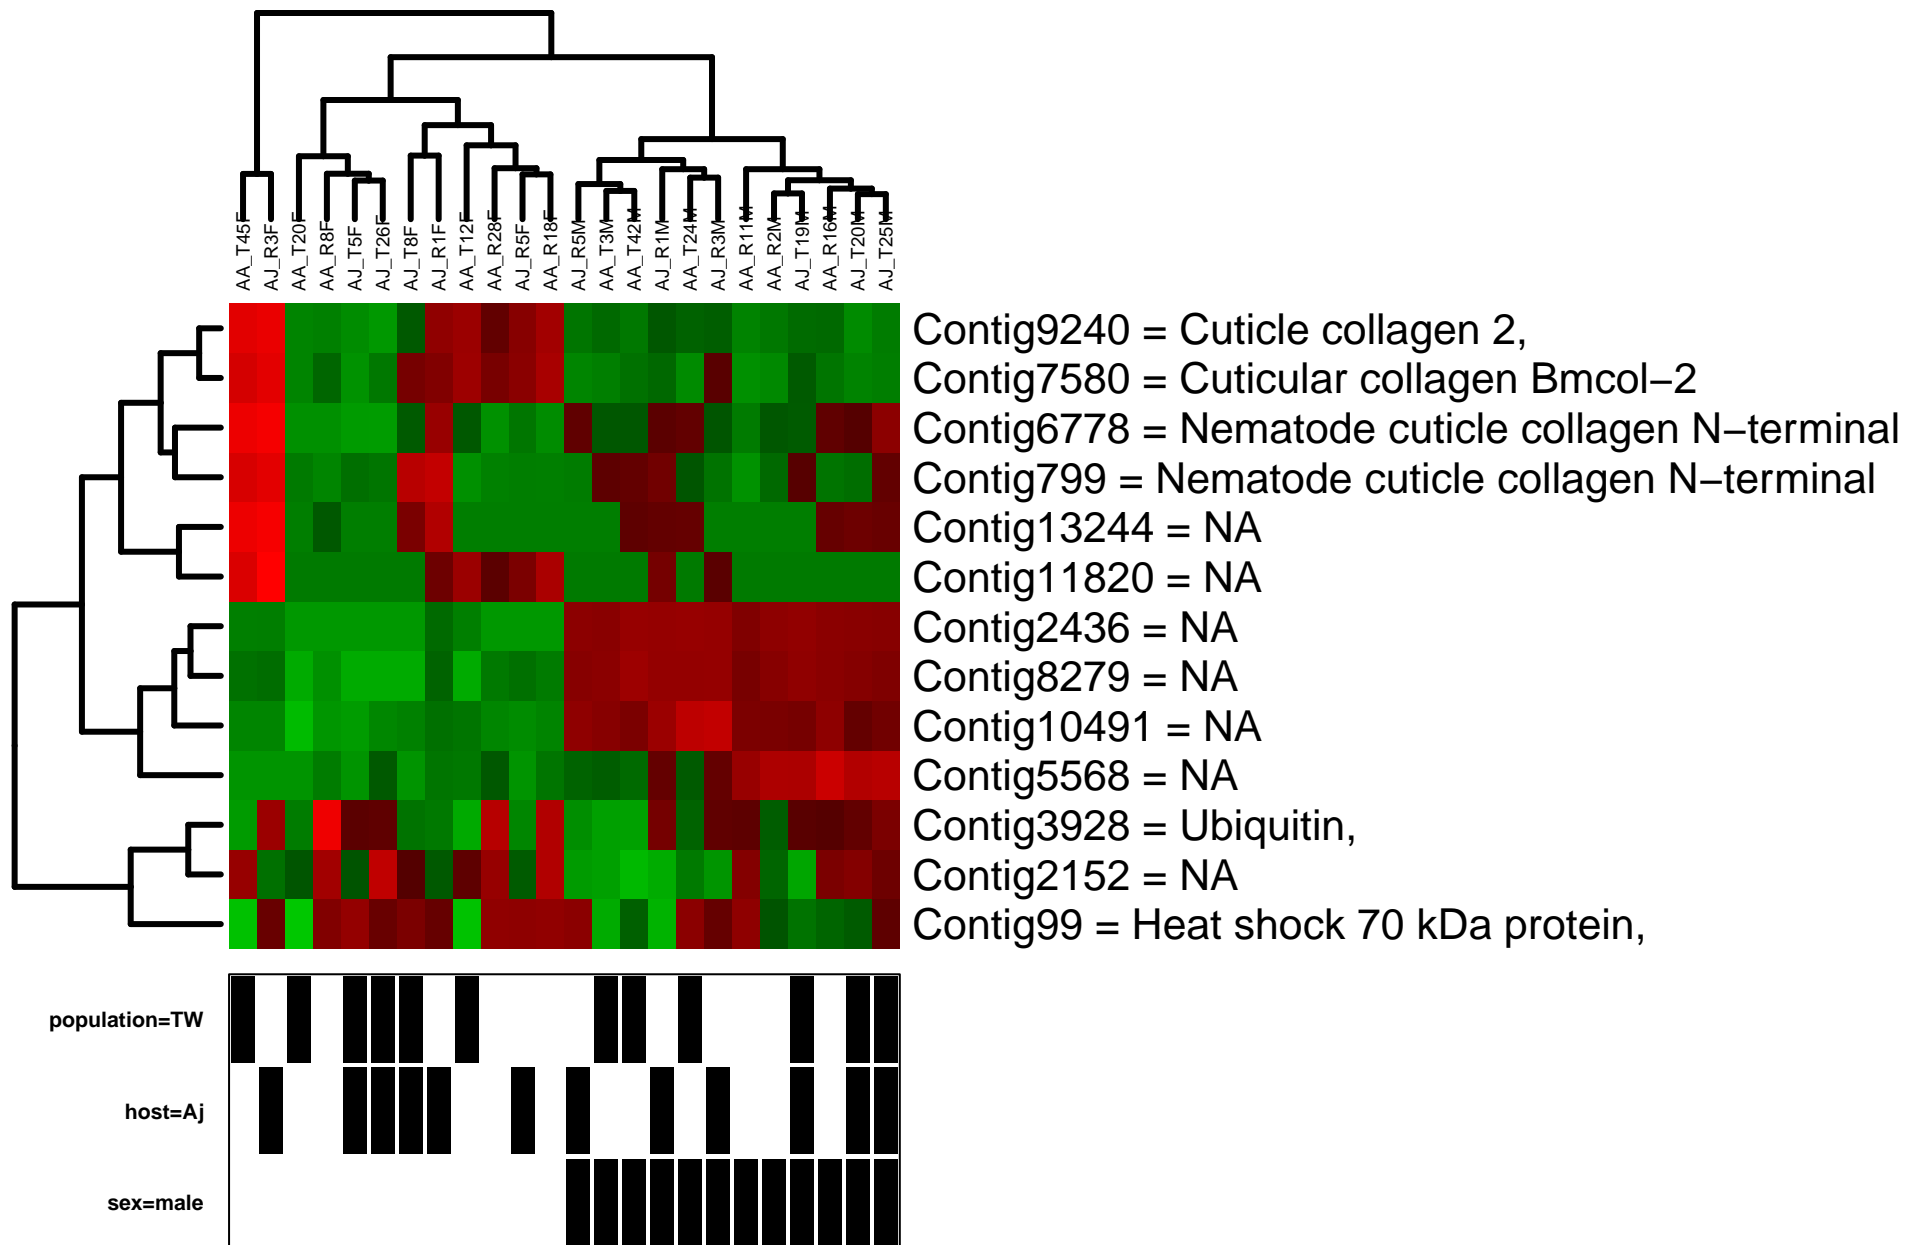 AA_T45F
AJ_R3F
AA_T20F
AA_R8F
AJ_T5F
AJ_T26F
AJ_T8F
AJ_R1F
AA_T12F
AA_R28F
AJ_R5F
AA_R18F
AJ_R5M
AA_T3M
AA_T42M
AJ_R1M
AA_T24M
AJ_R3M
AA_R11M
AA_R2M
AJ_T19M
AA_R16M
AJ_T20M
AJ_T25M
Contig9240 = Cuticle collagen 2,
Contig7580 = Cuticular collagen Bmcol−2
Contig6778 = Nematode cuticle collagen N−terminal
Contig799 = Nematode cuticle collagen N−terminal
Contig13244 = NA
Contig11820 = NA
Contig2436 = NA
Contig8279 = NA
Contig10491 = NA
Contig5568 = NA
Contig3928 = Ubiquitin,
Contig2152 = NA
Contig99 = Heat shock 70 kDa protein,
population=TW
host=Aj
sex=male